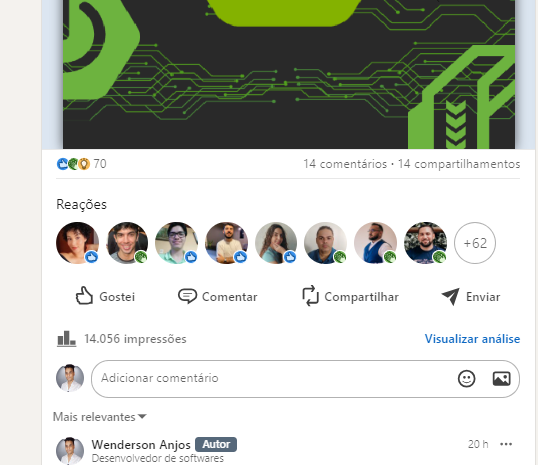 70
14 comentários • 14 compartilhamentos
Reações
+62
Gostei
Comentar
Compartilhar
Enviar
14.056 impressões
Visualizar análise
Adicionar comentário
Mais relevantes
Wenderson Anjos Autor
20 h
Desenvolvedor de softwares